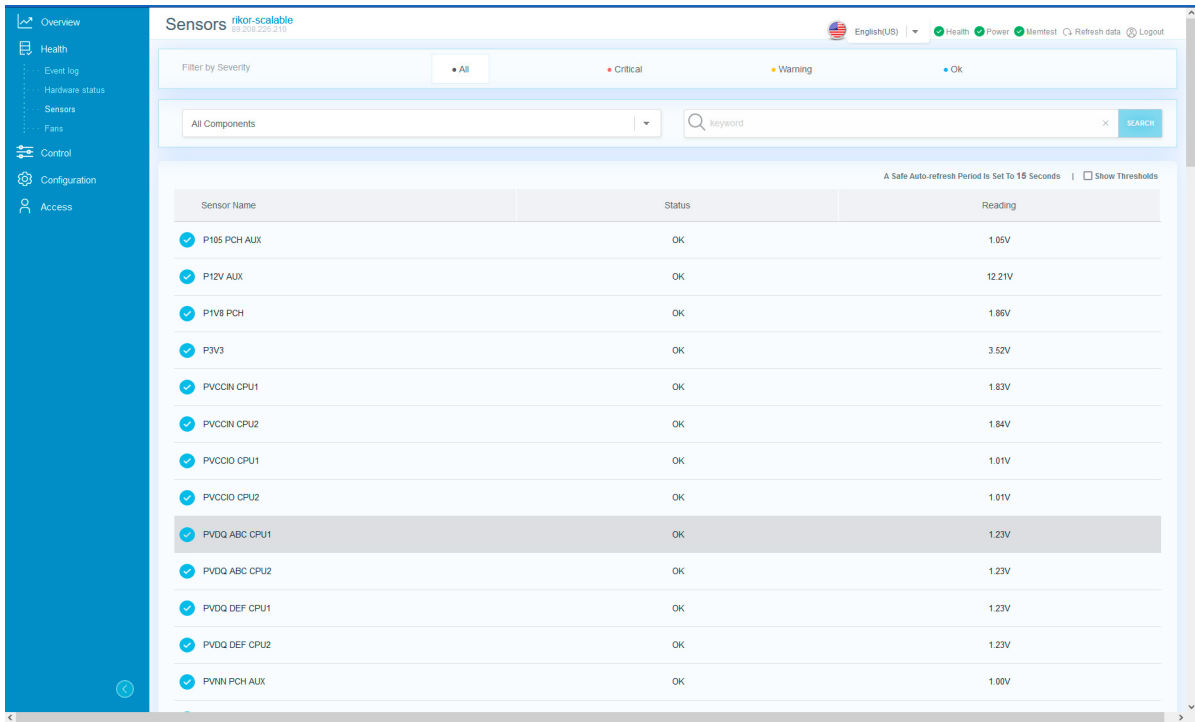 Overview
Health
Event log
Hardware status
Sensors
Fans
Control
Configuration
Access
Sensors rikor-scalable
89.208.226.210
English(US) Health Power Memtest Refresh data Logout
Filter by Severity All Critical Warning Ok
All Components keyword SEARCH
A Safe Auto-refresh Period Is Set To 15 Seconds | Show Thresholds
Sensor Name Status Reading
P105 PCH AUX OK 1.05V
P12V AUX OK 12.21V
P1V8 PCH OK 1.86V
P3V3 OK 3.52V
PVCCIN CPU1 OK 1.83V
PVCCIN CPU2 OK 1.84V
PVCCIO CPU1 OK 1.01V
PVCCIO CPU2 OK 1.01V
PVDQ ABC CPU1 OK 1.23V
PVDQ ABC CPU2 OK 1.23V
PVDQ DEF CPU1 OK 1.23V
PVDQ DEF CPU2 OK 1.23V
PVNN PCH AUX OK 1.00V